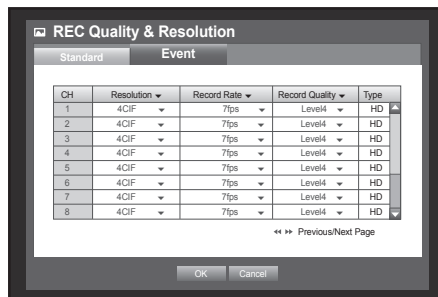 REC Quality & Resolution
Standard Event
CH Resolution Record Rate Record Quality Type
1 4CIF 7fps Level4 HD
2 4CIF 7fps Level4 HD
3 4CIF 7fps Level4 HD
4 4CIF 7fps Level4 HD
5 4CIF 7fps Level4 HD
6 4CIF 7fps Level4 HD
7 4CIF 7fps Level4 HD
8 4CIF 7fps Level4 HD
Previous/Next Page
OK Cancel